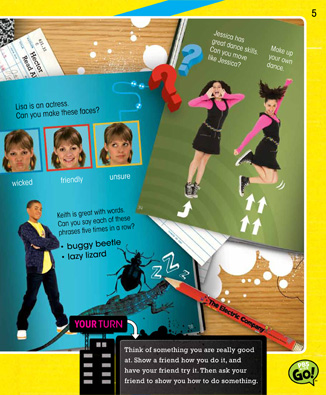 5
Jessica has
great dance skills.
Can you move
like Jessica?
Make up
your own
dance.
Hector
Read Al
Lisa is an actress.
Can you make these faces?
wicked
friendly
unsure
Keith is great with words.
Can you say each of these
phrases five times in a row?
• buggy beetle
• lazy lizard
ZZZ
The Electric Company
YOUR TURN
Think of something you are really good
at. Show a friend how you do it, and
have your friend try it. Then ask your
friend to show you how to do something.
GO!